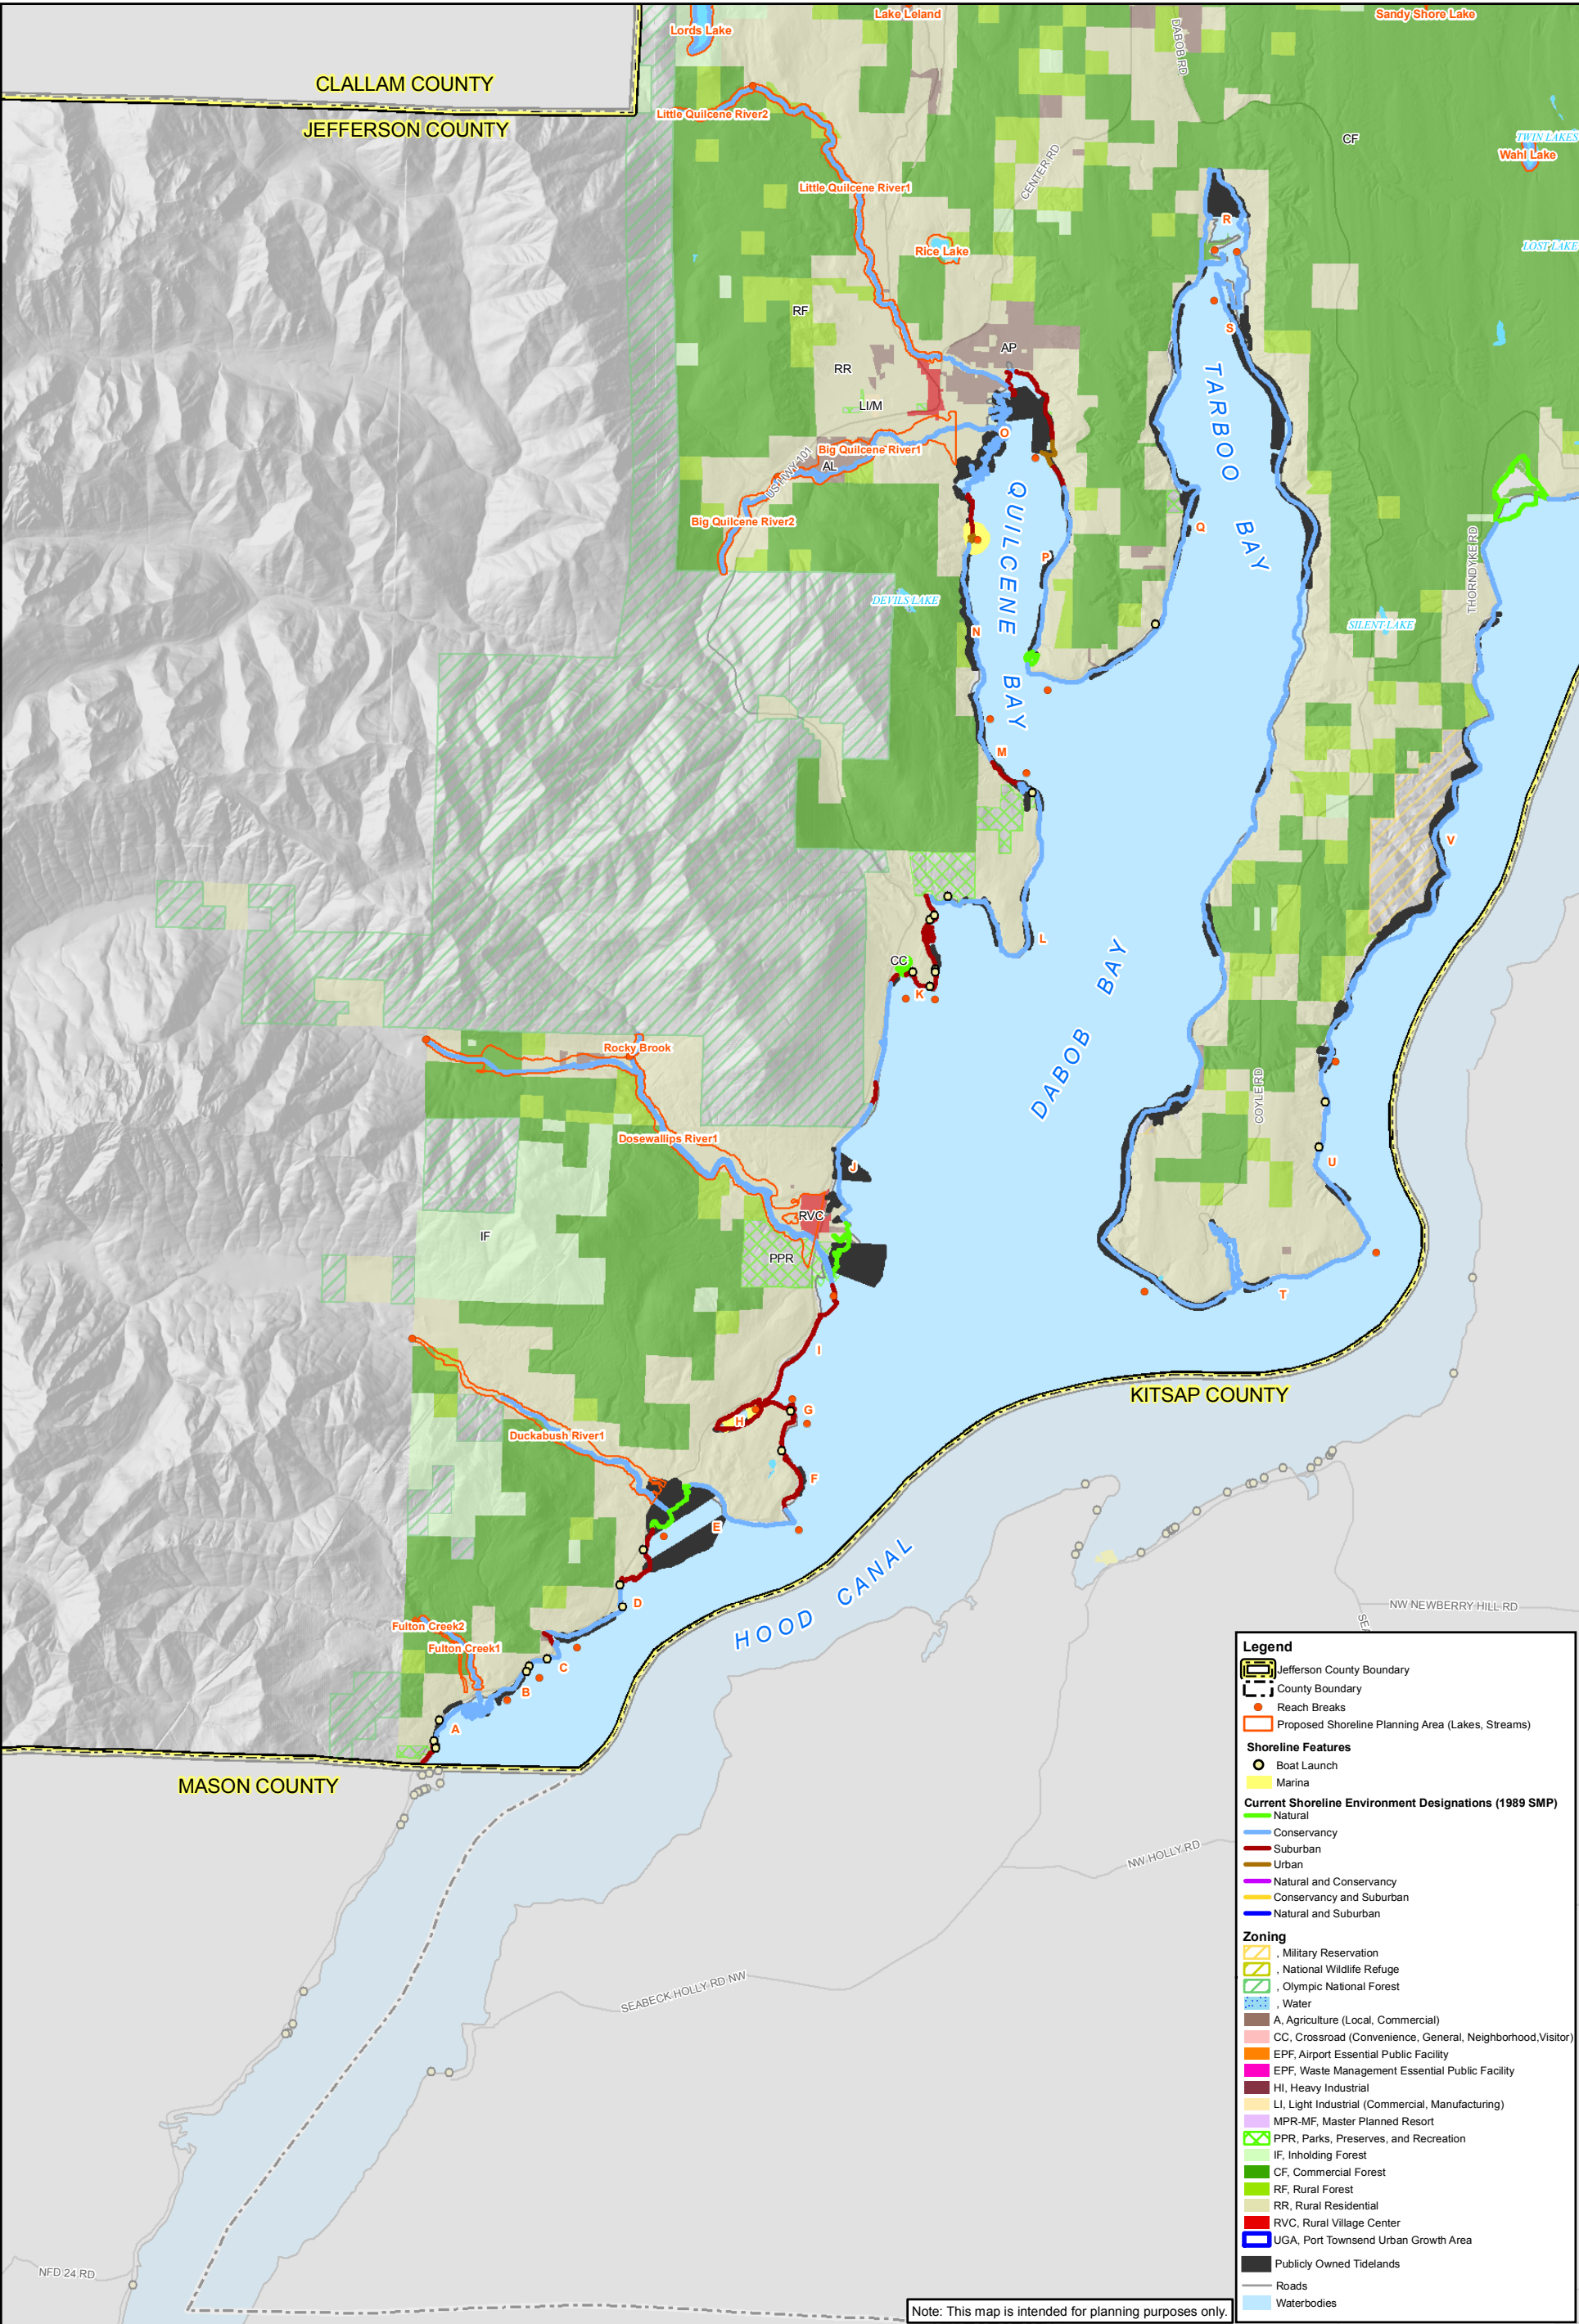 Lords Lake
Lake Leland
Sandy Shore Lake
DABOB RD
CLALLAM COUNTY
JEFFERSON COUNTY
Little Quilcene River2
CF
TWIN LAKES
Wahl Lake
CENTER RD
Little Quilcene River1
R
Rice Lake
LOST LAKE
RF
S
AP
RR
LI/M
TARBOO BAY
O
Big Quilcene River1
AL
US HWY 101
QUILCENE BAY
Big Quilcene River2
Q
P
THORNDYKE RD
DEVILS LAKE
SILENT LAKE
N
M
V
L
CC
K
DABOB BAY
Rocky Brook
COYLE RD
Dosewallips River1
J
U
RVC
IF
PPR
T
I
KITSAP COUNTY
H
G
Duckabush River1
F
E
HOOD CANAL
D
NW NEWBERRY HILL RD
SEA
Fulton Creek2
Fulton Creek1
C
B
A
MASON COUNTY
NW HOLLY RD
SEABECK HOLLY RD NW
NFD 24 RD
Legend
Jefferson County Boundary
County Boundary
Reach Breaks
Proposed Shoreline Planning Area (Lakes, Streams)
Shoreline Features
Boat Launch
Marina
Current Shoreline Environment Designations (1989 SMP)
Natural
Conservancy
Suburban
Urban
Natural and Conservancy
Conservancy and Suburban
Natural and Suburban
Zoning
, Military Reservation
, National Wildlife Refuge
, Olympic National Forest
, Water
A, Agriculture (Local, Commercial)
CC, Crossroad (Convenience, General, Neighborhood,Visitor)
EPF, Airport Essential Public Facility
EPF, Waste Management Essential Public Facility
HI, Heavy Industrial
LI, Light Industrial (Commercial, Manufacturing)
MPR-MF, Master Planned Resort
PPR, Parks, Preserves, and Recreation
IF, Inholding Forest
CF, Commercial Forest
RF, Rural Forest
RR, Rural Residential
RVC, Rural Village Center
UGA, Port Townsend Urban Growth Area
Publicly Owned Tidelands
Roads
Waterbodies
Note: This map is intended for planning purposes only.